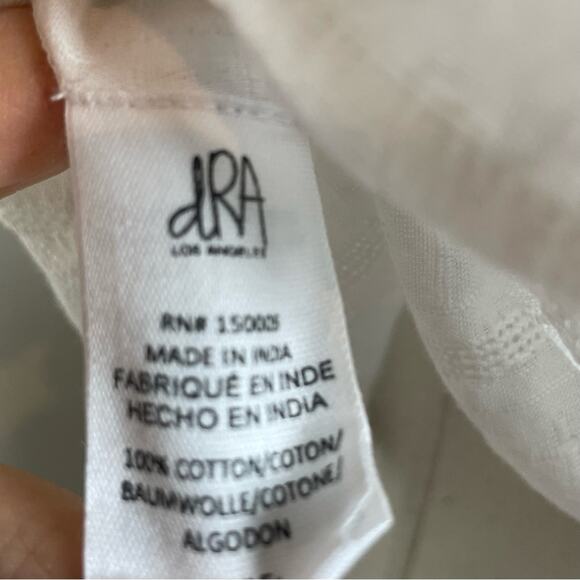 dRA
LOS ANGELES
RN# 150005
MADE IN INDIA
FABRIQUÉ EN INDE
HECHO EN INDIA
100% COTTON/COTON/
BAUMWOLLE/COTONE/
ALGODON